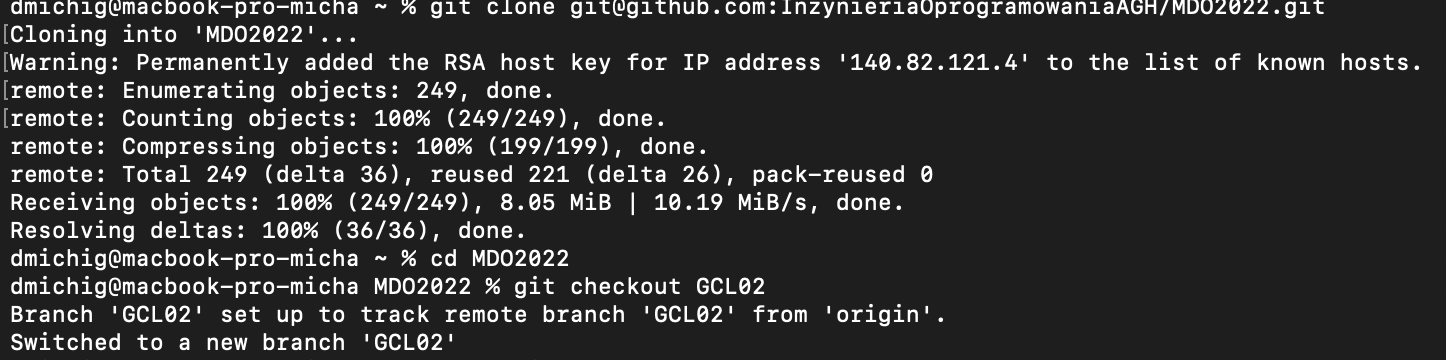 dmichig@macbook-pro-micha ~ % git clone git@github.com:InzynieriaOprogramowaniaAGH/MDO2022.git
[Cloning into 'MDO2022'...
[Warning: Permanently added the RSA host key for IP address '140.82.121.4' to the list of known hosts.
[remote: Enumerating objects: 249, done.
[remote: Counting objects: 100% (249/249), done.
remote: Compressing objects: 100% (199/199), done.
remote: Total 249 (delta 36), reused 221 (delta 26), pack-reused 0
Receiving objects: 100% (249/249), 8.05 MiB | 10.19 MiB/s, done.
Resolving deltas: 100% (36/36), done.
dmichig@macbook-pro-micha ~ % cd MDO2022
dmichig@macbook-pro-micha MDO2022 % git checkout GCL02
Branch 'GCL02' set up to track remote branch 'GCL02' from 'origin'.
Switched to a new branch 'GCL02'